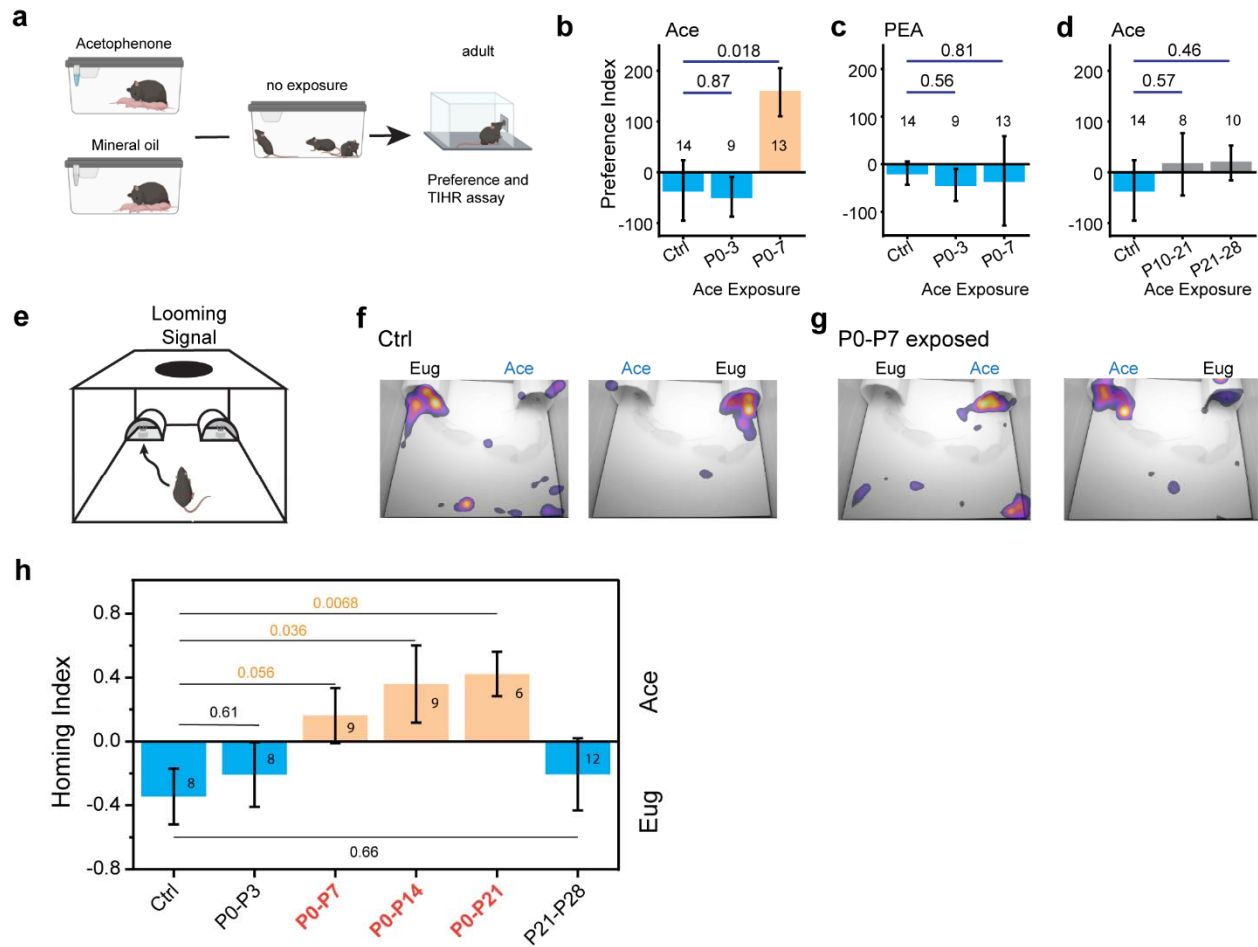 a
Acetophenone
Mineral oil
no exposure
adult
Preference and
TIHR assay
b
Ace
0.018
0.87
200
100
0
-100
Preference Index
14
9
13
Ctrl
P0-3
P0-7
Ace Exposure
c
PEA
0.81
0.56
200
100
0
-100
14
9
13
Ctrl
P0-3
P0-7
Ace Exposure
d
Ace
0.46
0.57
200
100
0
-100
14
8
10
Ctrl
P10-21
P21-28
Ace Exposure
e
Looming
Signal
f
Ctrl
Eug
Ace
Ace
Eug
g
P0-P7 exposed
Eug
Ace
Ace
Eug
h
0.8
0.4
0.0
-0.4
-0.8
Homing Index
0.0068
0.036
0.056
0.61
0.66
8
8
9
9
6
12
Ace
Eug
Ctrl
P0-P3
P0-P7
P0-P14
P0-P21
P21-P28